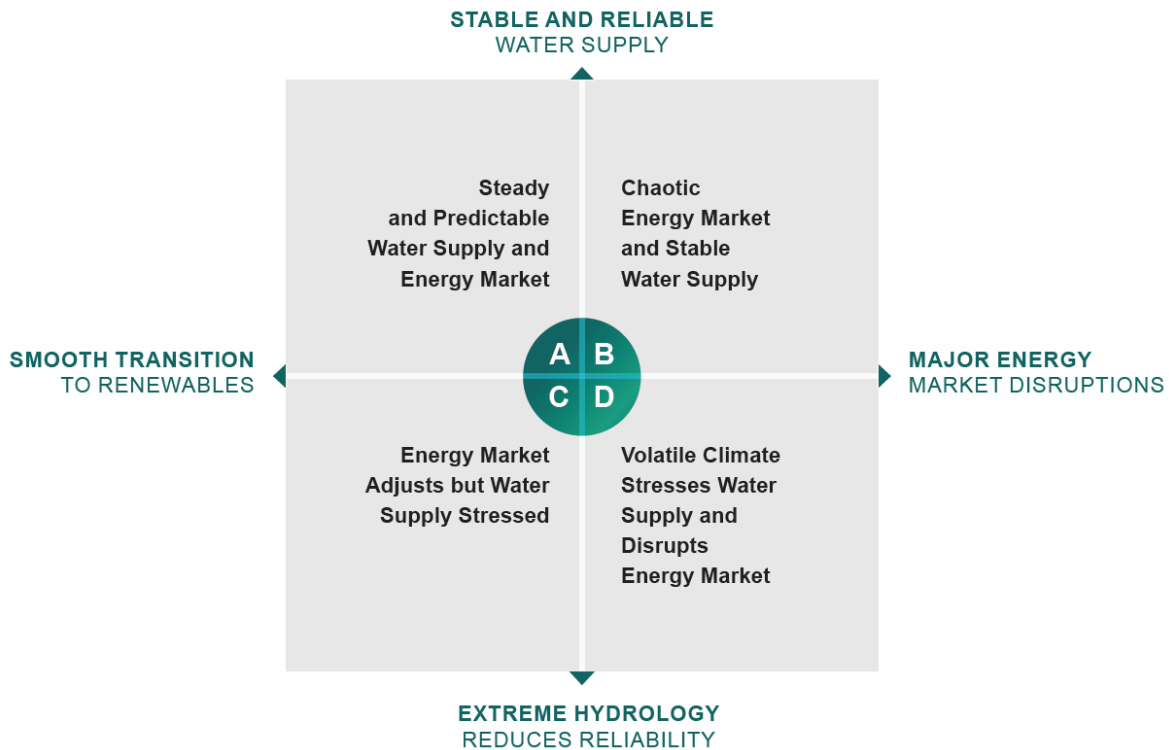 STABLE AND RELIABLE
WATER SUPPLY
Steady
and Predictable
Water Supply and
Energy Market
Chaotic
Energy Market
and Stable
Water Supply
SMOOTH TRANSITION
TO RENEWABLES
A B
C D
MAJOR ENERGY
MARKET DISRUPTIONS
Energy Market
Adjusts but Water
Supply Stressed
Volatile Climate
Stresses Water
Supply and
Disrupts
Energy Market
EXTREME HYDROLOGY
REDUCES RELIABILITY